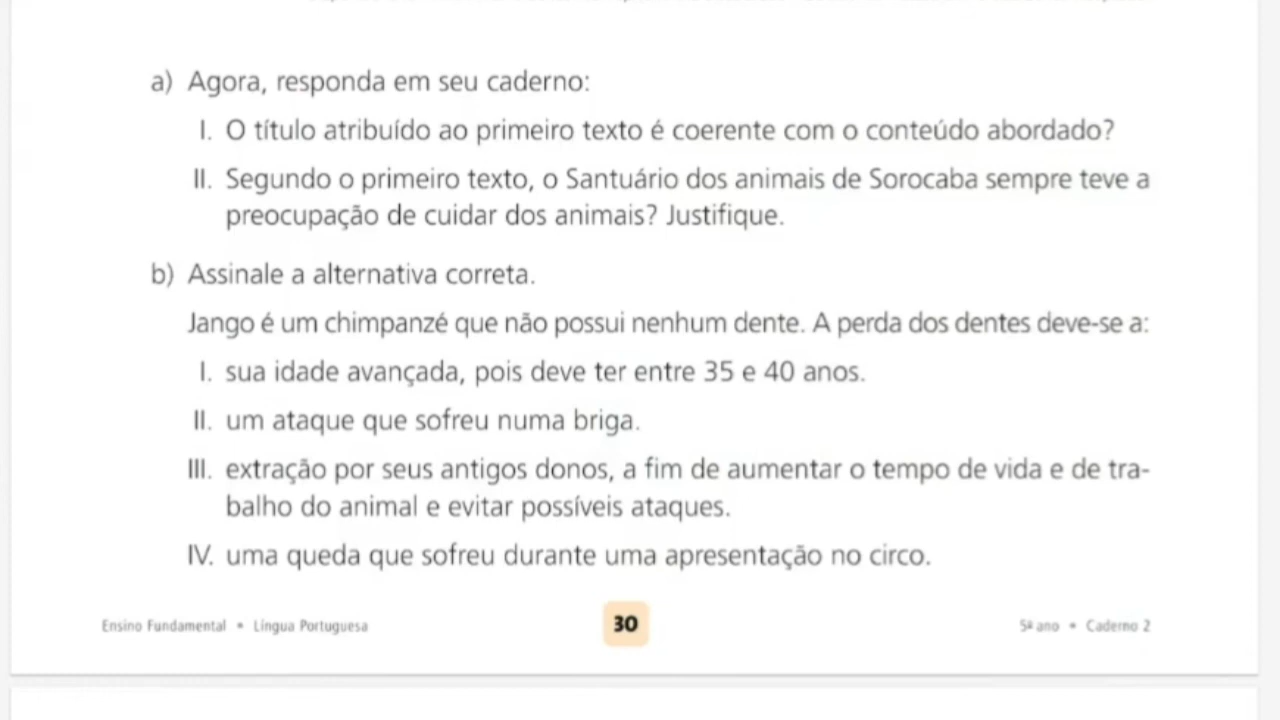 a) Agora, responda em seu caderno:
I. O título atribuído ao primeiro texto é coerente com o conteúdo abordado?
II. Segundo o primeiro texto, o Santuário dos animais de Sorocaba sempre teve a
preocupação de cuidar dos animais? Justifique.
b) Assinale a alternativa correta.
Jango é um chimpanzé que não possui nenhum dente. A perda dos dentes deve-se a:
I. sua idade avançada, pois deve ter entre 35 e 40 anos.
II. um ataque que sofreu numa briga.
III. extração por seus antigos donos, a fim de aumentar o tempo de vida e de tra-
balho do animal e evitar possíveis ataques.
IV. uma queda que sofreu durante uma apresentação no circo.
Ensino Fundamental • Língua Portuguesa
30
5º ano • Caderno 2